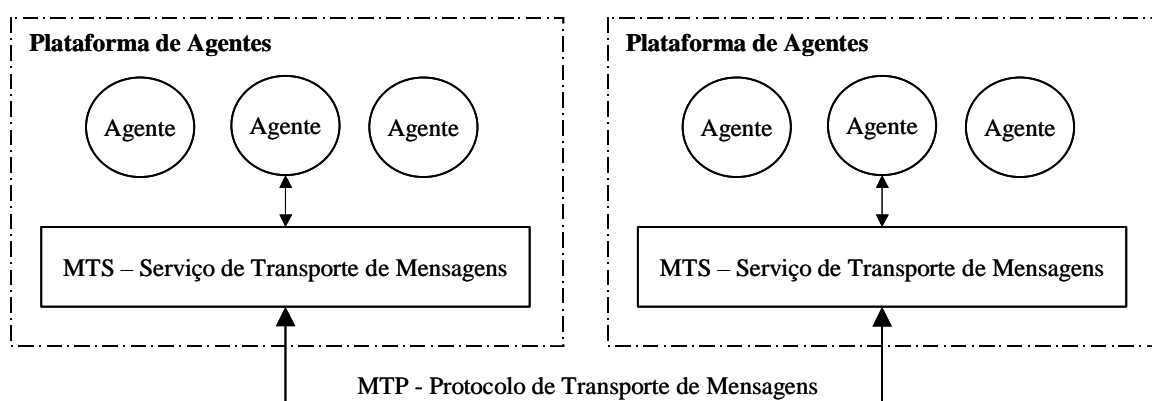 Plataforma de Agentes
Agente
Agente
Agente
MTS – Serviço de Transporte de Mensagens
Plataforma de Agentes
Agente
Agente
Agente
MTS – Serviço de Transporte de Mensagens
MTP - Protocolo de Transporte de Mensagens